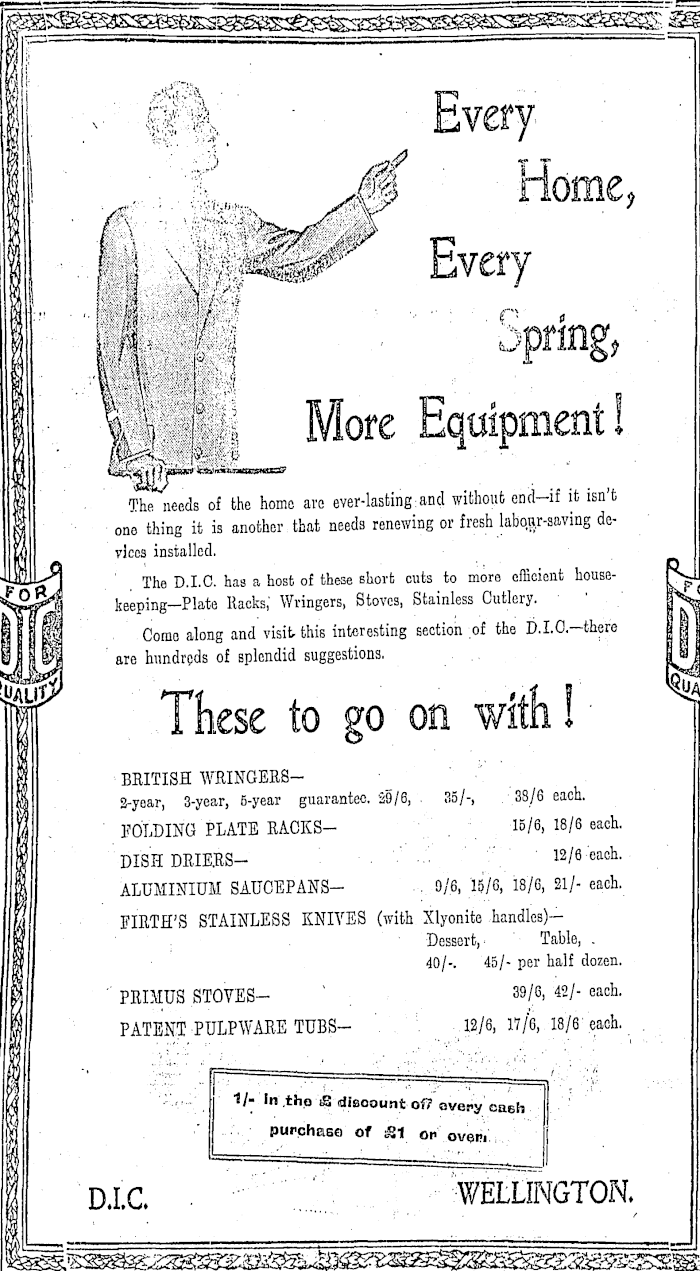 Every
Home,
Every
Spring,
More Equipment!
The needs of the home are ever-lasting and without end—if it isn't
one thing it is another that needs renewing or fresh labour-saving de-
vices installed.
The D.I.C. has a host of these short cuts to more efficient house-
keeping—Plate Racks, Wringers, Stoves, Stainless Cutlery.
Come along and visit this interesting section of the D.I.C.—there
are hundreds of splendid suggestions.
FOR
DIC
QUALITY
FO
D
QUA
These to go on with!
BRITISH WRINGERS—
2-year, 3-year, 5-year guarantee. 29/6, 35/-, 38/6 each.
FOLDING PLATE RACKS— 15/6, 18/6 each.
DISH DRIERS— 12/6 each.
ALUMINIUM SAUCEPANS— 9/6, 15/6, 18/6, 21/- each.
FIRTH'S STAINLESS KNIVES (with Xlyonite handles)—
Dessert, Table,
40/-. 45/- per half dozen.
PRIMUS STOVES— 39/6, 42/- each.
PATENT PULPWARE TUBS— 12/6, 17/6, 18/6 each.
1/- in the £ discount off every cash
purchase of £1 or over.
D.I.C. WELLINGTON.